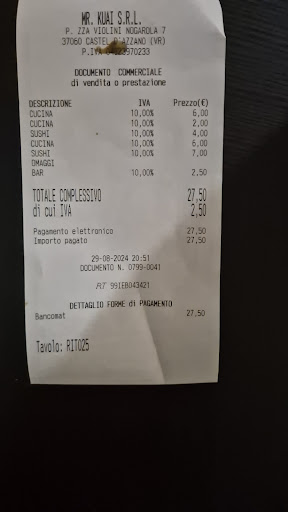 MR. KUAI S.R.L.
P. ZZA VIOLINI NOGAROLA 7
37060 CASTEL D'AZZANO (VR)
P.IVA 04123970233
DOCUMENTO COMMERCIALE
di vendita o prestazione
DESCRIZIONE IVA Prezzo(€)
CUCINA 10,00% 6,00
CUCINA 10,00% 2,00
SUSHI 10,00% 4,00
CUCINA 10,00% 6,00
SUSHI 10,00% 7,00
OMAGGI
BAR 10,00% 2,50
TOTALE COMPLESSIVO 27,50
di cui IVA 2,50
Pagamento elettronico 27,50
Importo pagato 27,50
29-08-2024 20:51
DOCUMENTO N. 0799-0041
RT 99IEB043421
DETTAGLIO FORME di PAGAMENTO
Bancomat 27,50
Tavolo: RIT025